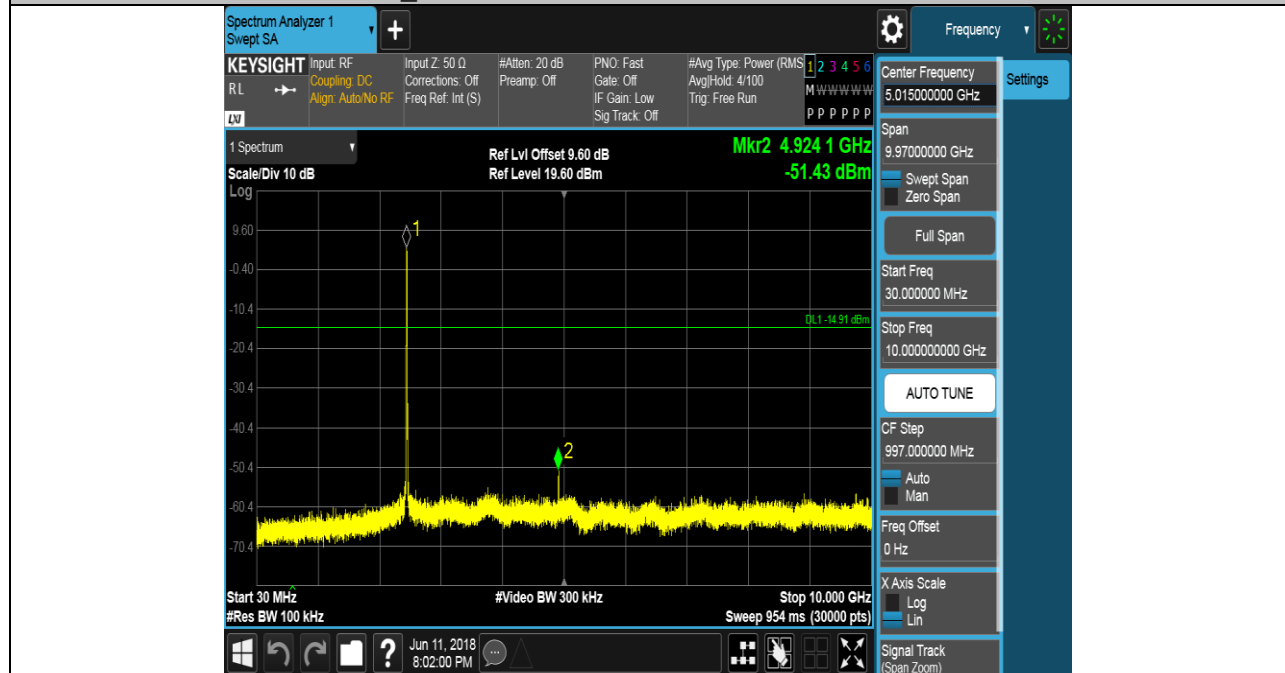 Spectrum Analyzer 1
Swept SA
+
Frequency
KEYSIGHT
RL
LXI
Input: RF
Coupling: DC
Align: Auto/No RF
Input Z: 50 Ω
Corrections: Off
Freq Ref: Int (S)
#Atten: 20 dB
Preamp: Off
PNO: Fast
Gate: Off
IF Gain: Low
Sig Track: Off
#Avg Type: Power (RMS
Avg|Hold: 4/100
Trig: Free Run
1 2 3 4 5 6
M W W W W W
P P P P P P
1 Spectrum
Scale/Div 10 dB
Log
Ref Lvl Offset 9.60 dB
Ref Level 19.60 dBm
Mkr2 4.924 1 GHz
-51.43 dBm
9.60
-0.40
-10.4
-20.4
-30.4
-40.4
-50.4
-60.4
-70.4
1
2
DL1 -14.91 dBm
Start 30 MHz
#Res BW 100 kHz
#Video BW 300 kHz
Stop 10.000 GHz
Sweep 954 ms (30000 pts)
?
Jun 11, 2018
8:02:00 PM
Center Frequency
5.015000000 GHz
Span
9.97000000 GHz
Swept Span
Zero Span
Full Span
Start Freq
30.000000 MHz
Stop Freq
10.000000000 GHz
AUTO TUNE
CF Step
997.000000 MHz
Auto
Man
Freq Offset
0 Hz
X Axis Scale
Log
Lin
Signal Track
(Span Zoom)
Settings